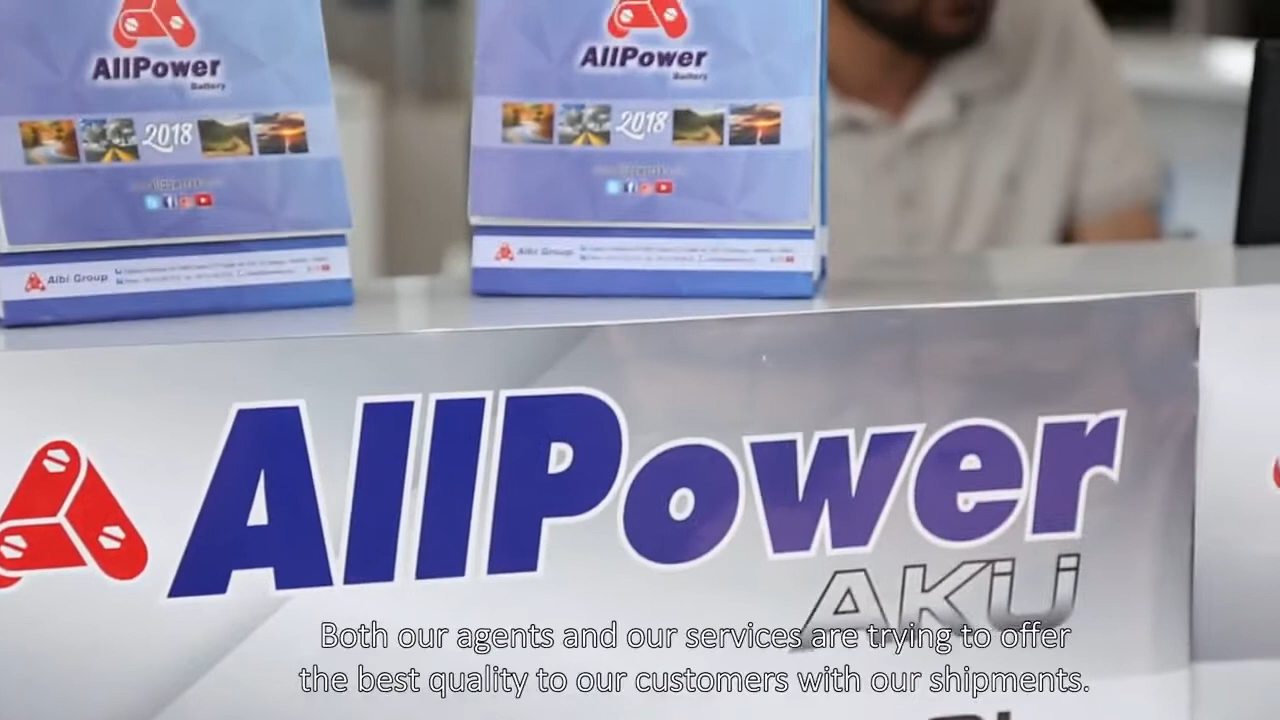 AllPower
Battery
2018
Albi Group
AllPower
Battery
2018
Albi Group
AllPower
AKÜ
Both our agents and our services are trying to offer
the best quality to our customers with our shipments.